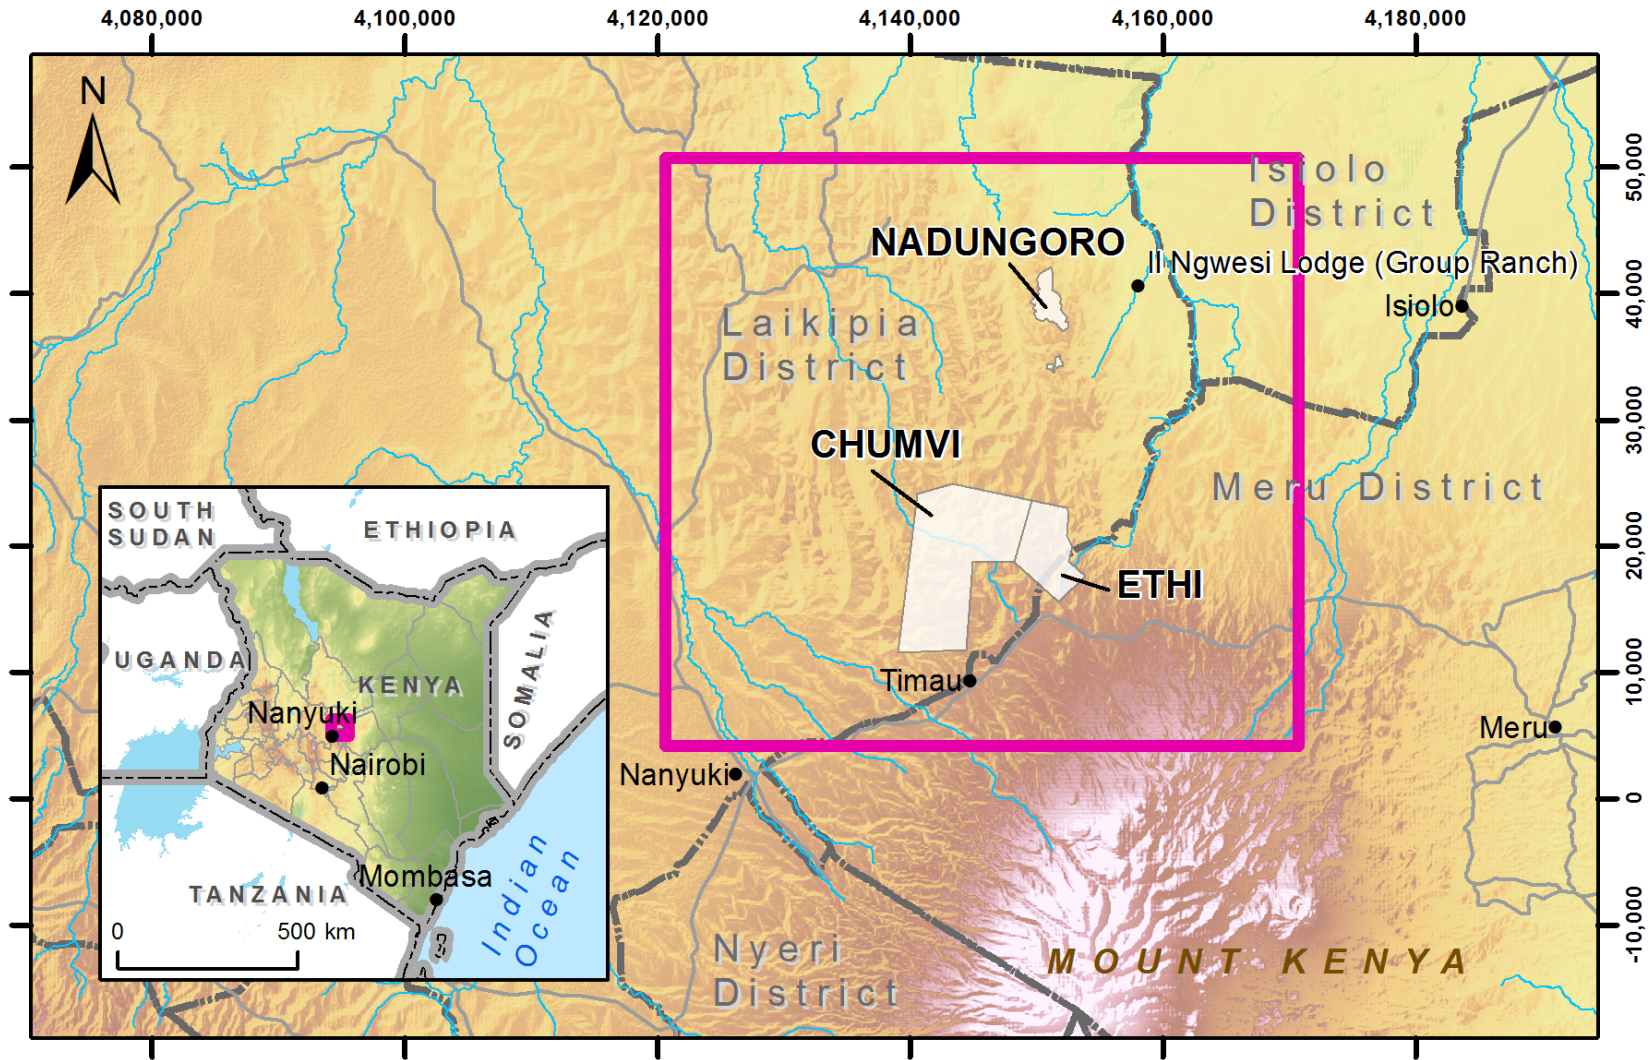 4,080,000
4,100,000
4,120,000
4,140,000
4,160,000
4,180,000
N
50,000
40,000
30,000
20,000
10,000
0
-10,000
Isiolo
District
NADUNGORO
Il Ngwesi Lodge (Group Ranch)
Isiolo
Laikipia
District
CHUMVI
Meru District
ETHI
Timau
Meru
Nanyuki
Nyeri
District
MOUNT KENYA
SOUTH
SUDAN
ETHIOPIA
UGANDA
KENYA
SOMALIA
Nanyuki
Nairobi
Mombasa
TANZANIA
Indian
Ocean
0 500 km